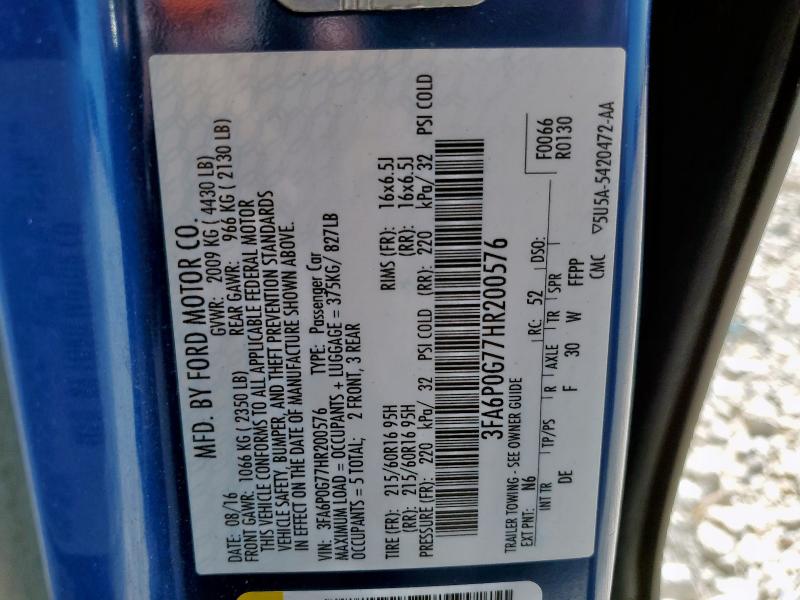 MFD. BY FORD MOTOR CO.
DATE: 08/16 GVWR: 2009 KG ( 4430 LB)
FRONT GAWR: 1066 KG ( 2350 LB) REAR GAWR: 966 KG ( 2130 LB)
THIS VEHICLE CONFORMS TO ALL APPLICABLE FEDERAL MOTOR
VEHICLE SAFETY, BUMPER, AND THEFT PREVENTION STANDARDS
IN EFFECT ON THE DATE OF MANUFACTURE SHOWN ABOVE.
VIN: 3FA6P0G77HR200576 TYPE: Passenger Car
MAXIMUM LOAD = OCCUPANTS + LUGGAGE = 375KG/ 827LB
OCCUPANTS = 5 TOTAL; 2 FRONT, 3 REAR
TIRE (FR): 215/60R16 95H RIMS (FR): 16x6.5J
(RR): 215/60R16 95H (RR): 16x6.5J
PRESSURE (FR): 220 kPa/ 32 PSI COLD (RR): 220 kPa/ 32 PSI COLD
3FA6P0G77HR200576
TRAILER TOWING - SEE OWNER GUIDE
EXT PNT: N6 RC: 52 DSO: F0066
R0130
INT TR TP/PS R AXLE TR SPR
DE F 30 W FFPP
CMC ▽5U5A-5420472-AA